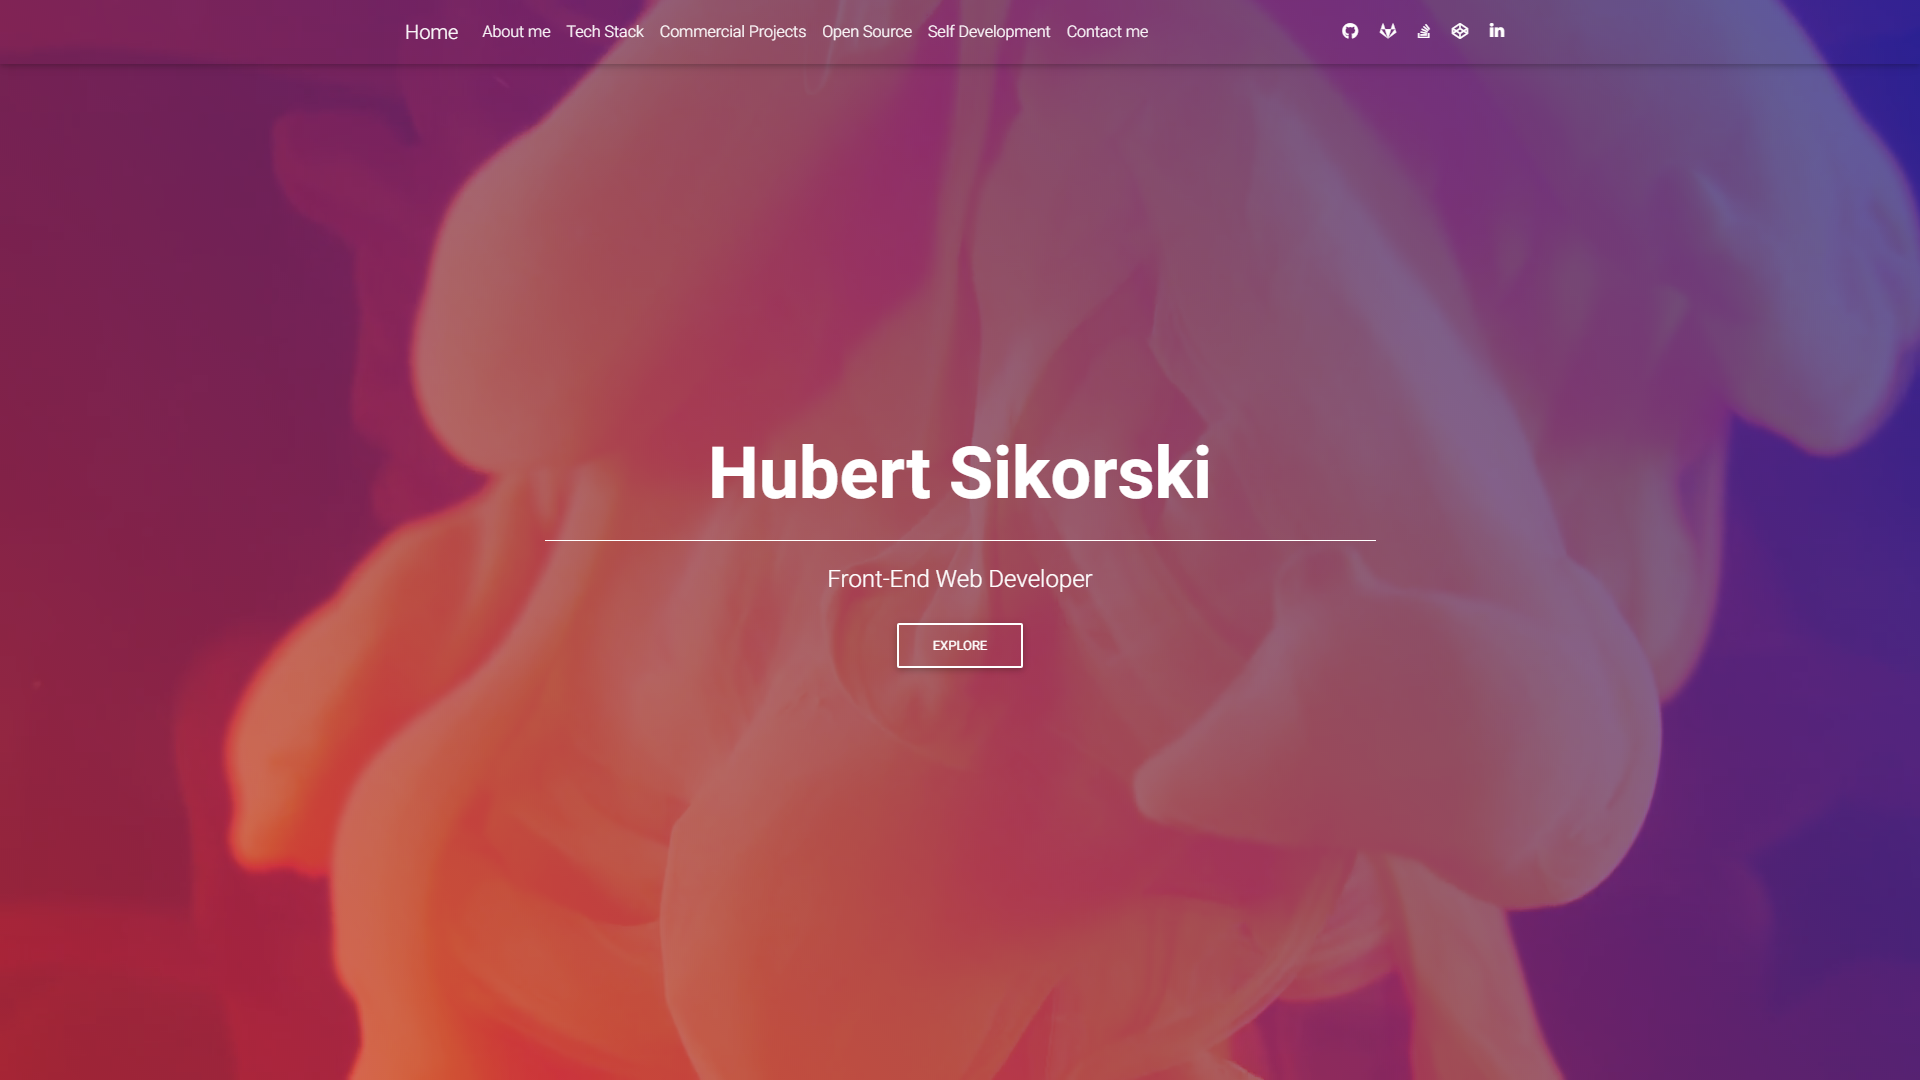 Home About me Tech Stack Commercial Projects Open Source Self Development Contact me
Hubert Sikorski
Front-End Web Developer
EXPLORE